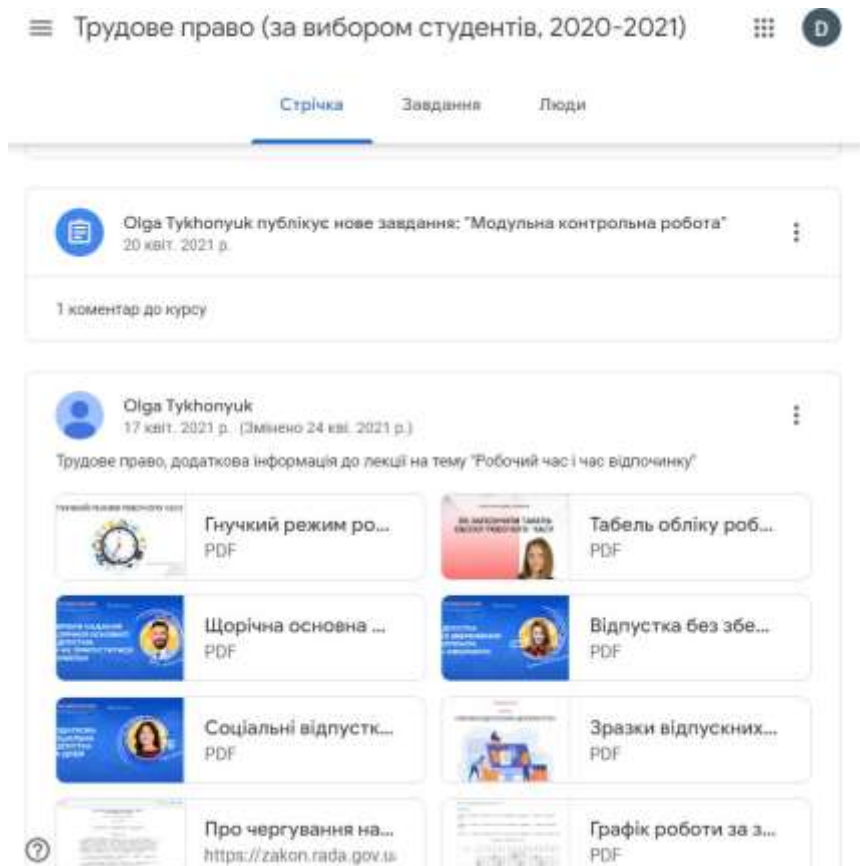 Трудове право (за вибором студентів, 2020-2021)
D
Стрічка Завдання Люди
Olga Tykhonyuk публікує нове завдання: "Модульна контрольна робота"
20 квіт. 2021 р.
1 коментар до курсу
Olga Tykhonyuk
17 квіт. 2021 р. (Змінено 24 кві. 2021 р.)
Трудове право, додаткова інформація до лекції на тему "Робочий час і час відпочинку"
Гнучкий режим ро...
PDF
Табель обліку роб...
PDF
Щорічна основна ...
PDF
Відпустка без збе...
PDF
Соціальні відпустк...
PDF
Зразки відпускних...
PDF
Про чергування на...
https://zakon.rada.gov.u
Графік роботи за з...
PDF